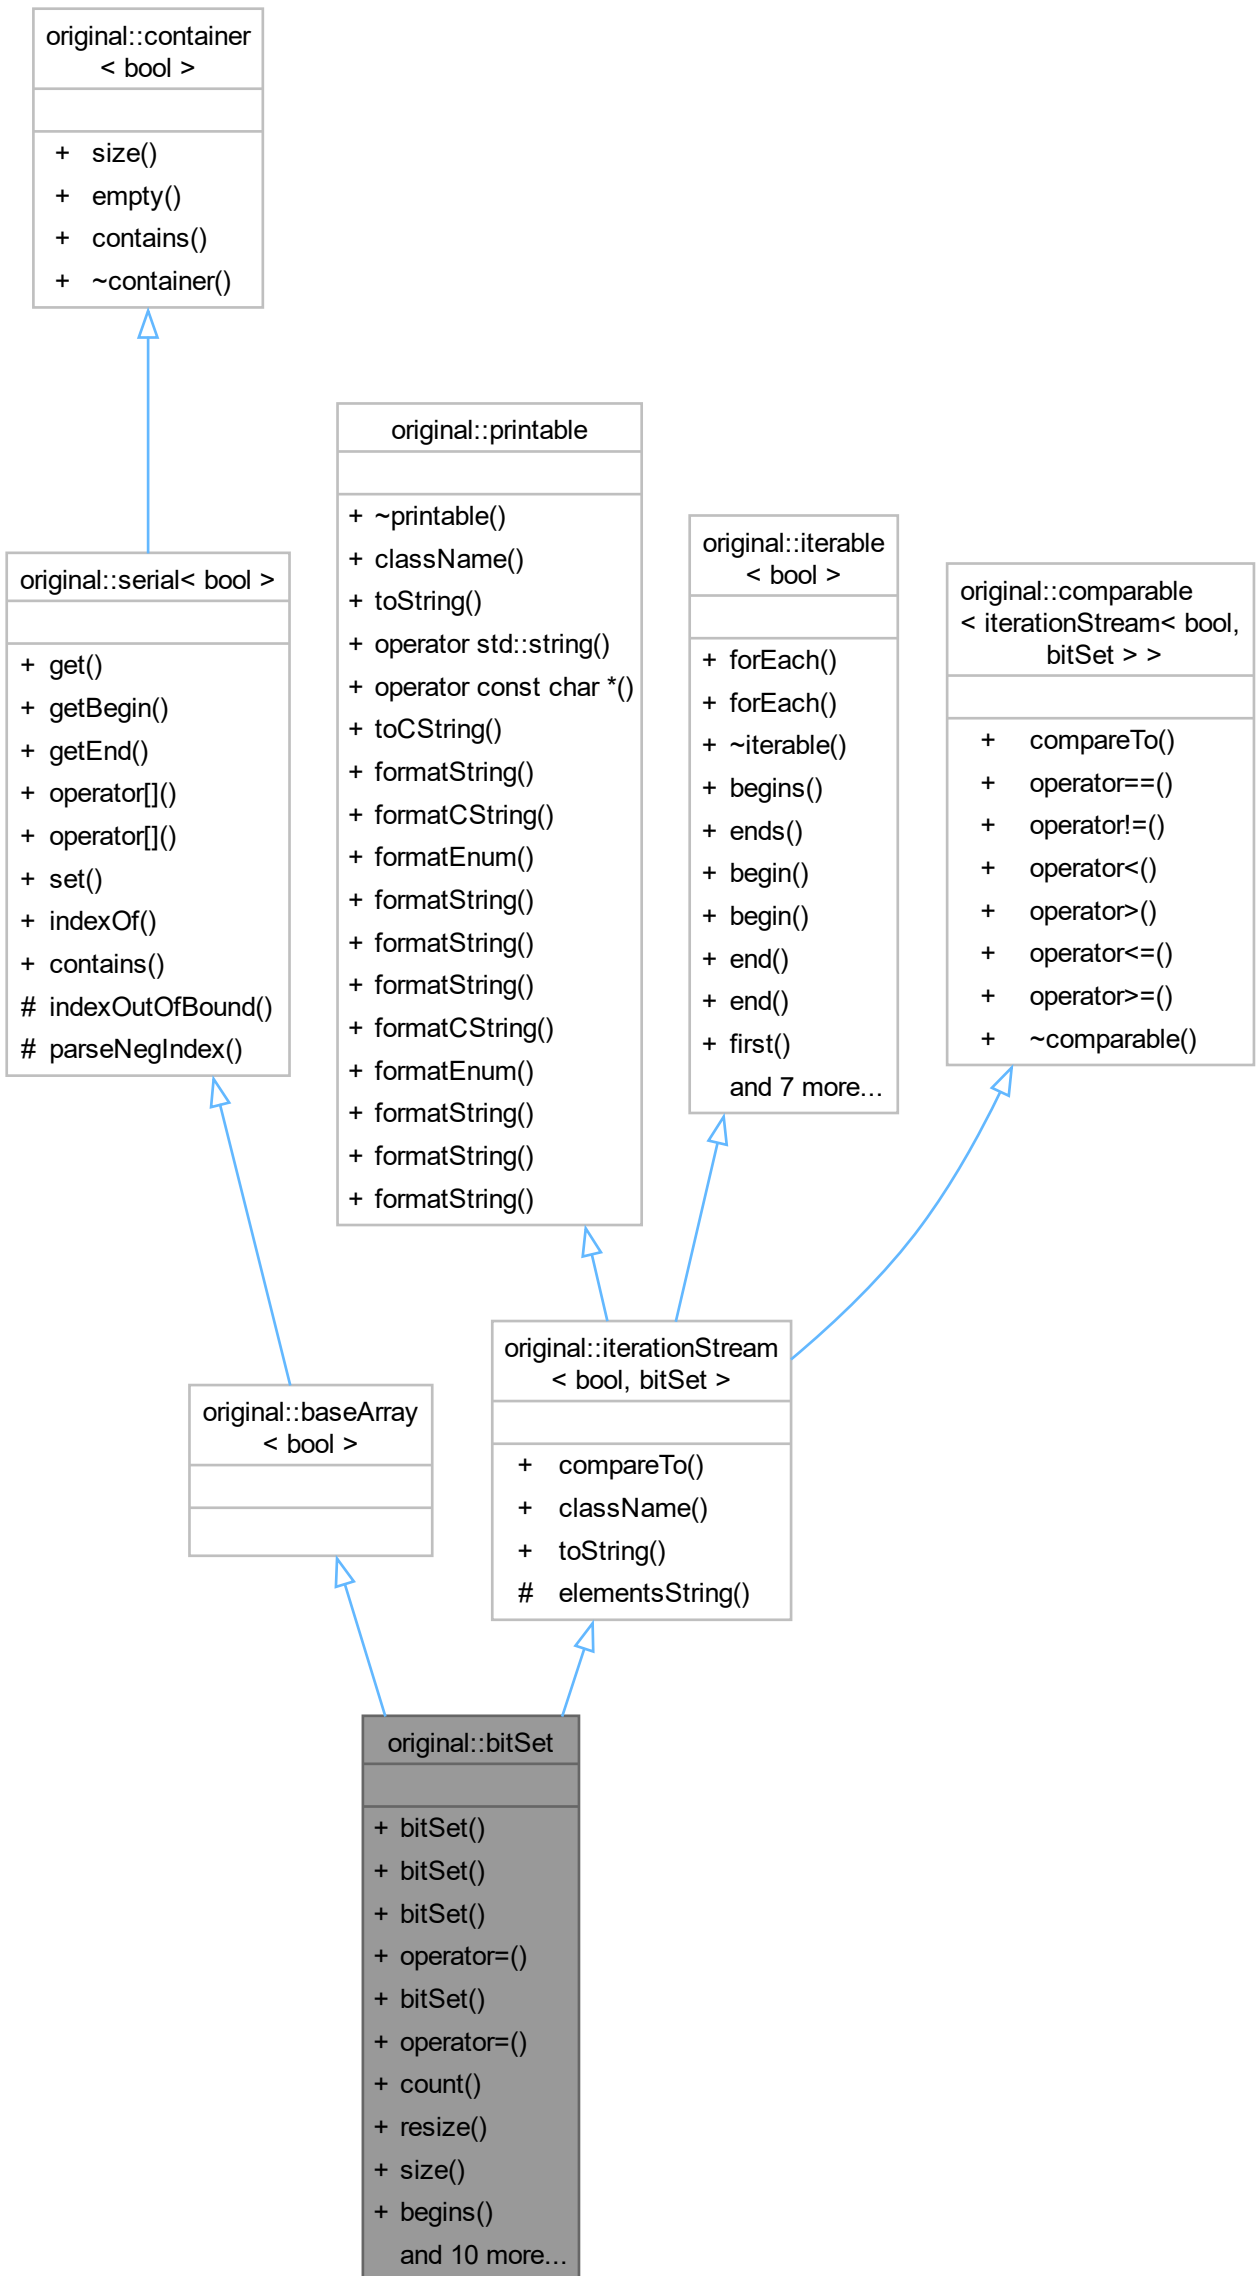 original::container
< bool >
+ size()
+ empty()
+ contains()
+ ~container()
original::serial< bool >
+ get()
+ getBegin()
+ getEnd()
+ operator[]()
+ operator[]()
+ set()
+ indexOf()
+ contains()
# indexOutOfBound()
# parseNegIndex()
original::printable
+ ~printable()
+ className()
+ toString()
+ operator std::string()
+ operator const char *()
+ toCString()
+ formatString()
+ formatCString()
+ formatEnum()
+ formatString()
+ formatString()
+ formatString()
+ formatCString()
+ formatEnum()
+ formatString()
+ formatString()
+ formatString()
original::iterable
< bool >
+ forEach()
+ forEach()
+ ~iterable()
+ begins()
+ ends()
+ begin()
+ begin()
+ end()
+ end()
+ first()
and 7 more...
original::comparable
< iterationStream< bool,
bitSet > >
+ compareTo()
+ operator==()
+ operator!=()
+ operator<()
+ operator>()
+ operator<=()
+ operator>=()
+ ~comparable()
original::baseArray
< bool >
original::iterationStream
< bool, bitSet >
+ compareTo()
+ className()
+ toString()
# elementsString()
original::bitSet
+ bitSet()
+ bitSet()
+ bitSet()
+ operator=()
+ bitSet()
+ operator=()
+ count()
+ resize()
+ size()
+ begins()
and 10 more...